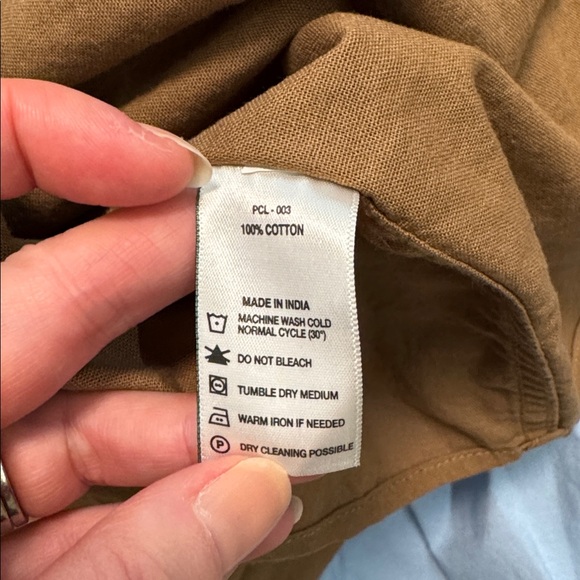 PCL - 003
100% COTTON
MADE IN INDIA
MACHINE WASH COLD
NORMAL CYCLE (30°)
DO NOT BLEACH
TUMBLE DRY MEDIUM
WARM IRON IF NEEDED
P DRY CLEANING POSSIBLE